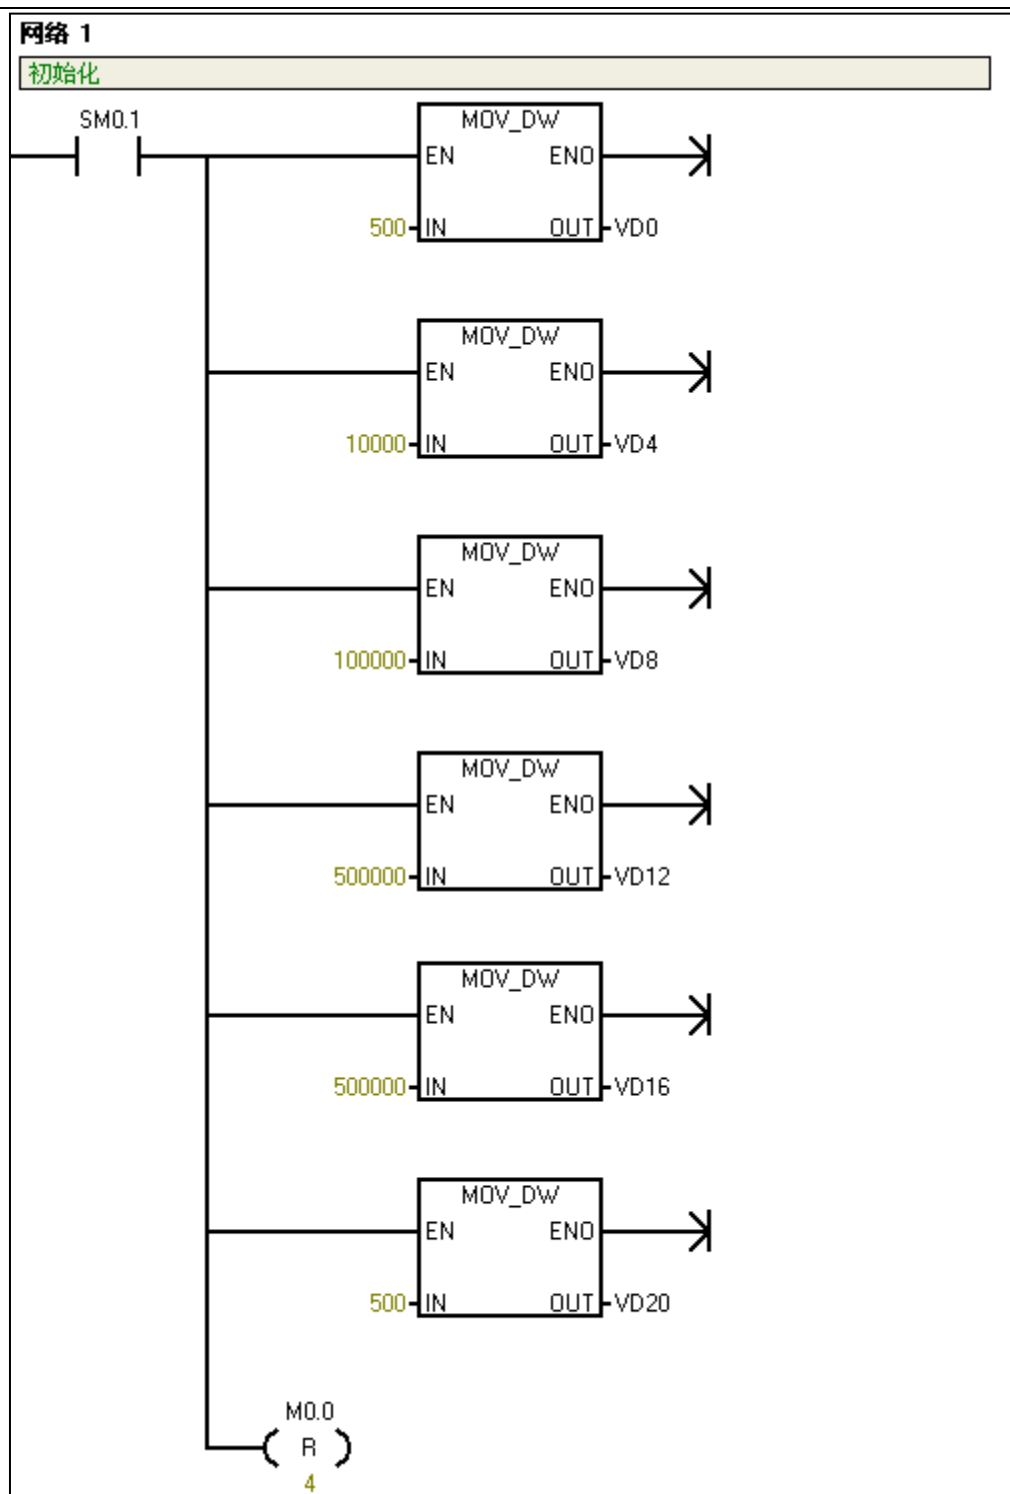 网络 1
初始化
SM0.1
MOV_DW
EN ENO
500 IN OUT VD0
MOV_DW
EN ENO
10000 IN OUT VD4
MOV_DW
EN ENO
100000 IN OUT VD8
MOV_DW
EN ENO
500000 IN OUT VD12
MOV_DW
EN ENO
500000 IN OUT VD16
MOV_DW
EN ENO
500 IN OUT VD20
M0.0
R
4